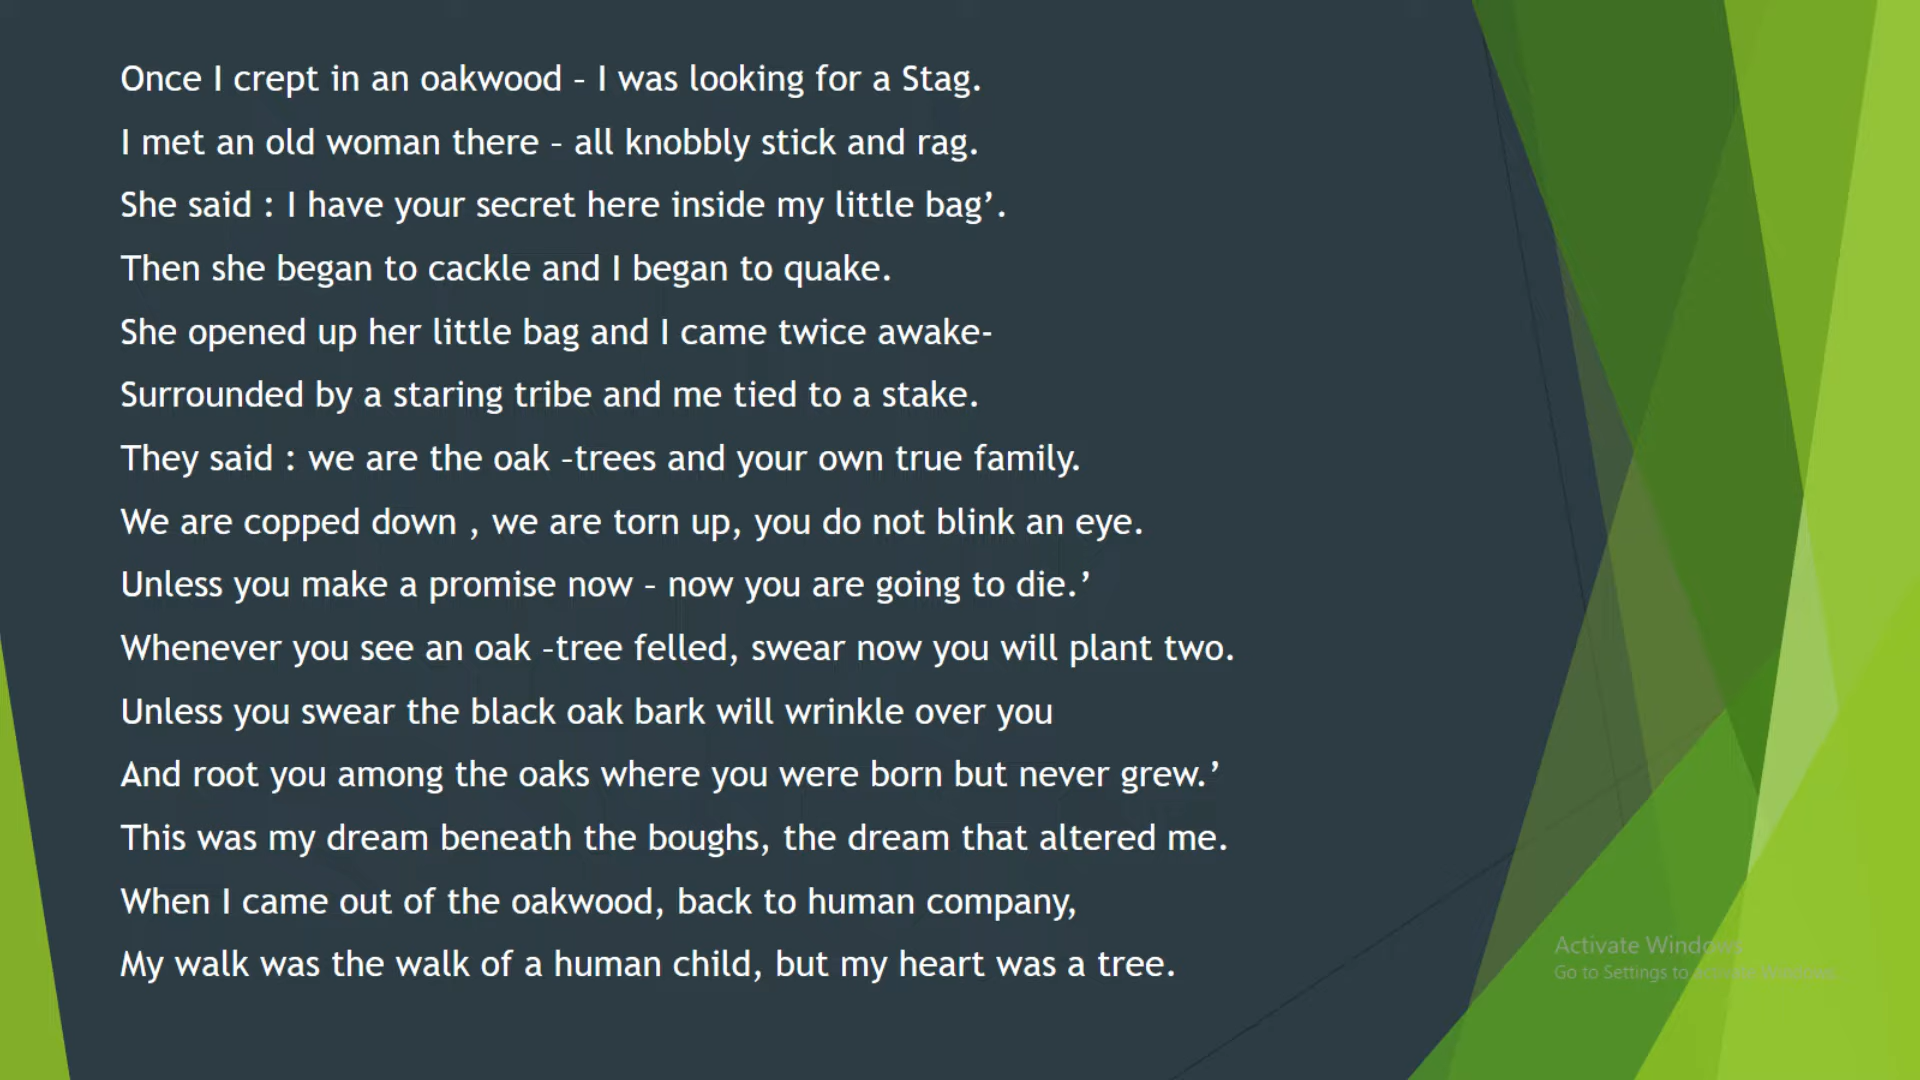 Once I crept in an oakwood – I was looking for a Stag.
I met an old woman there – all knobbly stick and rag.
She said : I have your secret here inside my little bag’.
Then she began to cackle and I began to quake.
She opened up her little bag and I came twice awake-
Surrounded by a staring tribe and me tied to a stake.
They said : we are the oak –trees and your own true family.
We are copped down , we are torn up, you do not blink an eye.
Unless you make a promise now – now you are going to die.’
Whenever you see an oak –tree felled, swear now you will plant two.
Unless you swear the black oak bark will wrinkle over you
And root you among the oaks where you were born but never grew.’
This was my dream beneath the boughs, the dream that altered me.
When I came out of the oakwood, back to human company,
My walk was the walk of a human child, but my heart was a tree.
Activate Windows
Go to Settings to activate Windows.